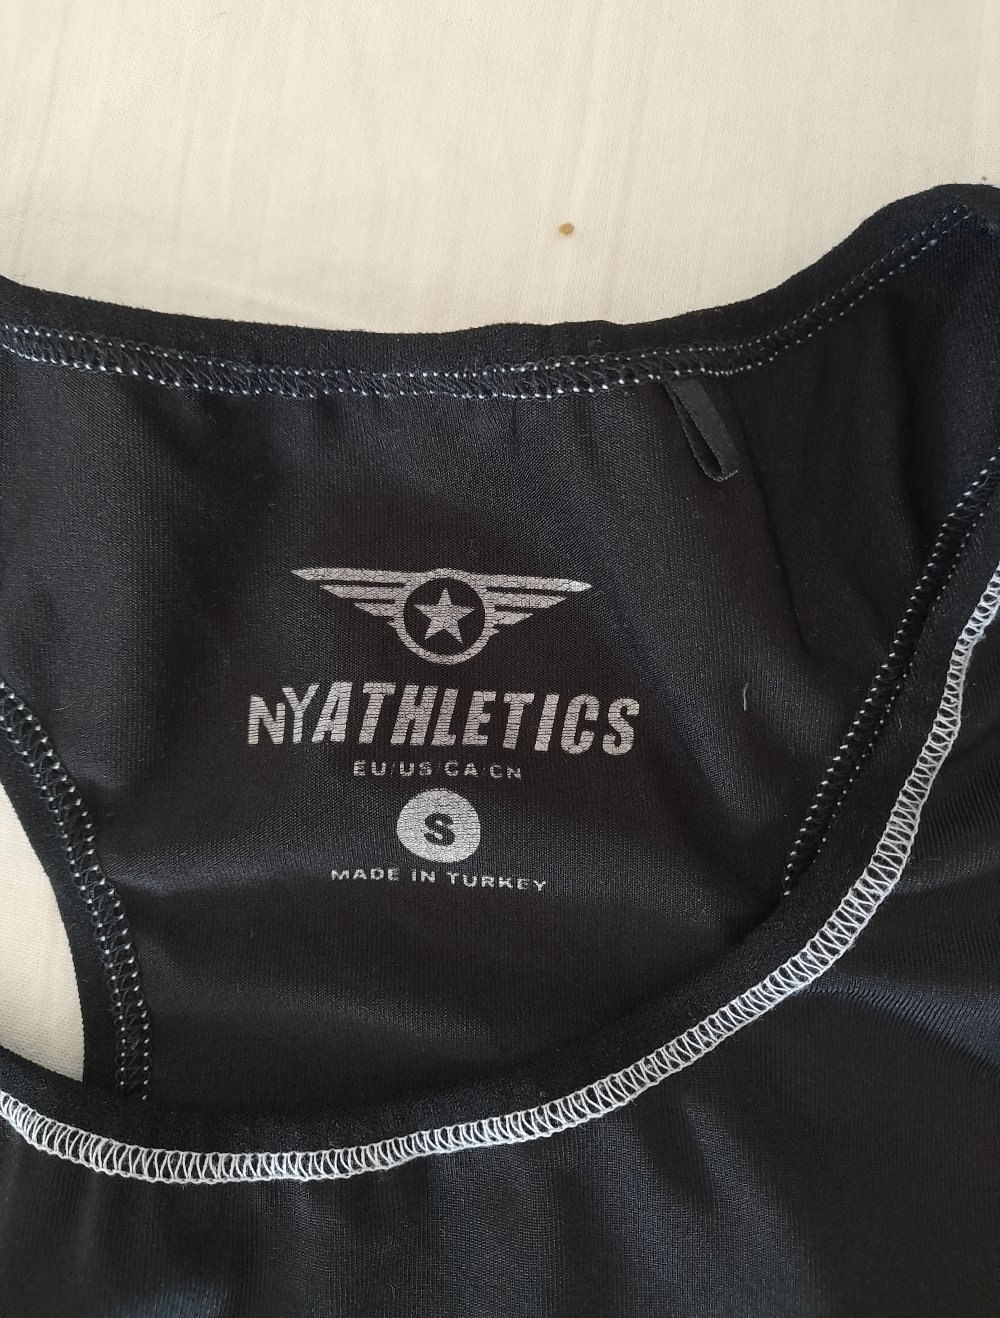 NYATHLETICS
EU/US/CA/CN
S
MADE IN TURKEY